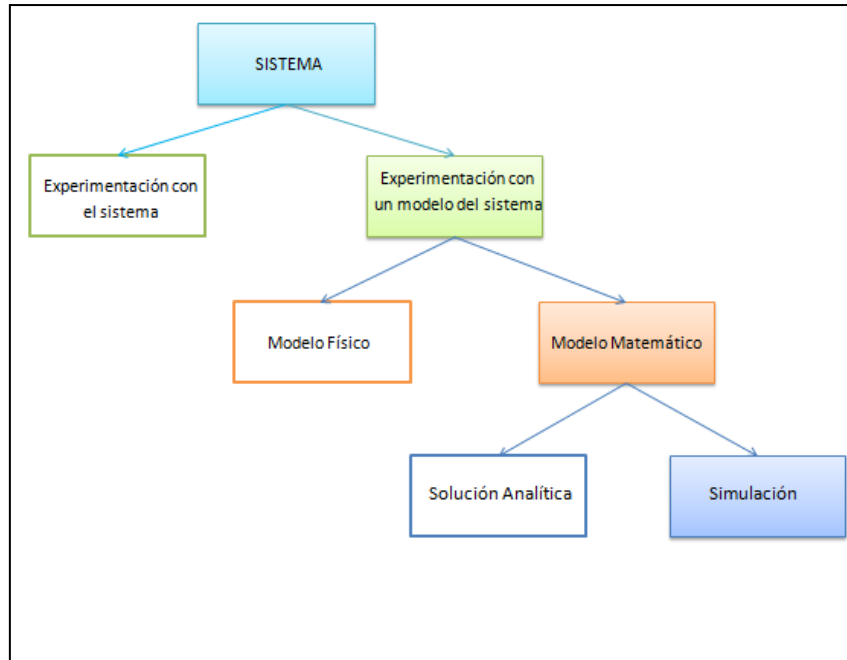 SISTEMA
Experimentación con
el sistema
Experimentación con
un modelo del sistema
Modelo Físico
Modelo Matemático
Solución Analítica
Simulación